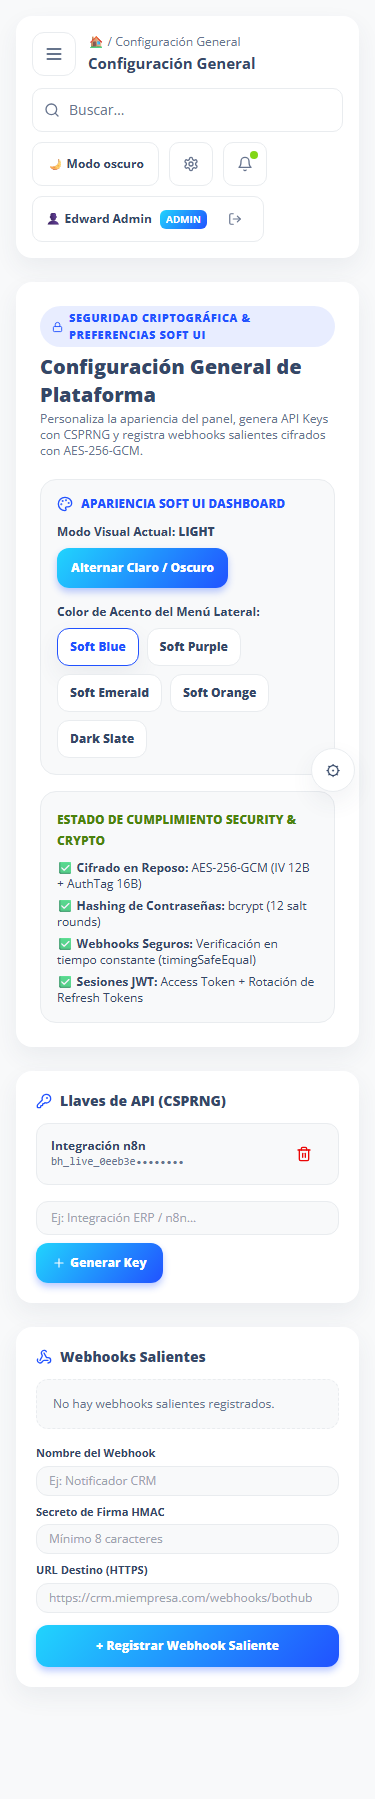 / Configuración General
Configuración General
Buscar...
Modo oscuro
Edward Admin ADMIN
SEGURIDAD CRIPTOGRÁFICA &
PREFERENCIAS SOFT UI
Configuración General de
Plataforma
Personaliza la apariencia del panel, genera API Keys
con CSPRNG y registra webhooks salientes cifrados
con AES-256-GCM.
APARIENCIA SOFT UI DASHBOARD
Modo Visual Actual: LIGHT
Alternar Claro / Oscuro
Color de Acento del Menú Lateral:
Soft Blue
Soft Purple
Soft Emerald
Soft Orange
Dark Slate
ESTADO DE CUMPLIMIENTO SECURITY &
CRYPTO
✅ Cifrado en Reposo: AES-256-GCM (IV 12B
+ AuthTag 16B)
✅ Hashing de Contraseñas: bcrypt (12 salt
rounds)
✅ Webhooks Seguros: Verificación en
tiempo constante (timingSafeEqual)
✅ Sesiones JWT: Access Token + Rotación de
Refresh Tokens
Llaves de API (CSPRNG)
Integración n8n
bh_live_0eeb3e••••••••
Ej: Integración ERP / n8n...
+ Generar Key
Webhooks Salientes
No hay webhooks salientes registrados.
Nombre del Webhook
Ej: Notificador CRM
Secreto de Firma HMAC
Mínimo 8 caracteres
URL Destino (HTTPS)
https://crm.miempresa.com/webhooks/bothub
+ Registrar Webhook Saliente